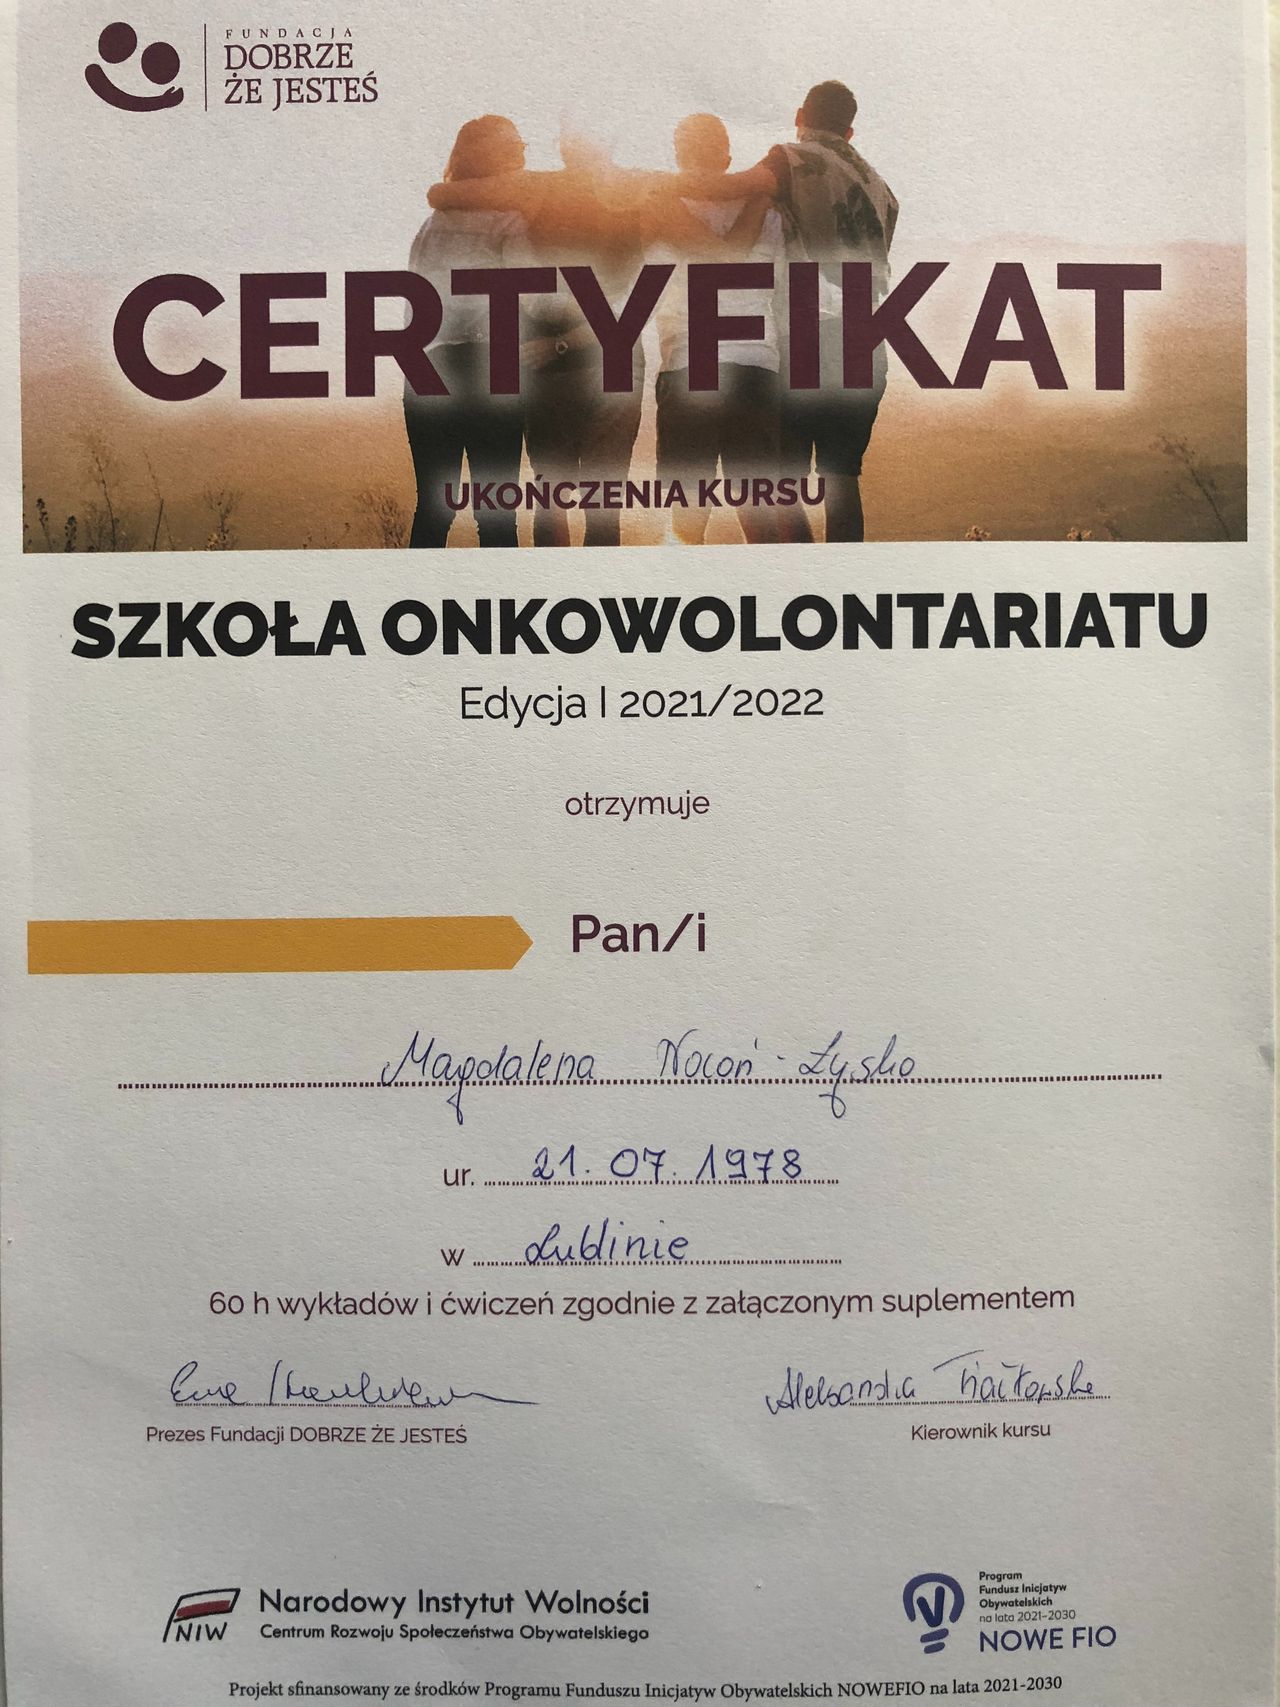 FUNDACJA
DOBRZE
ŻE JESTEŚ
CERTYFIKAT
UKOŃCZENIA KURSU
SZKOŁA ONKOWOLONTARIATU
Edycja I 2021/2022
otrzymuje
Pan/i
Magdalena Nocoń-Łysko
ur. 21.07.1978
w Lublinie
60 h wykładów i ćwiczeń zgodnie z załączonym suplementem
Aleksandra
Prezes Fundacji DOBRZE ŻE JESTEŚ
Kierownik kursu
NIW
Narodowy Instytut Wolności
Centrum Rozwoju Społeczeństwa Obywatelskiego
Program
Fundusz Inicjatyw
Obywatelskich
na lata 2021-2030
NOWE FIO
Projekt sfinansowany ze środków Programu Funduszu Inicjatyw Obywatelskich NOWEFIO na lata 2021-2030